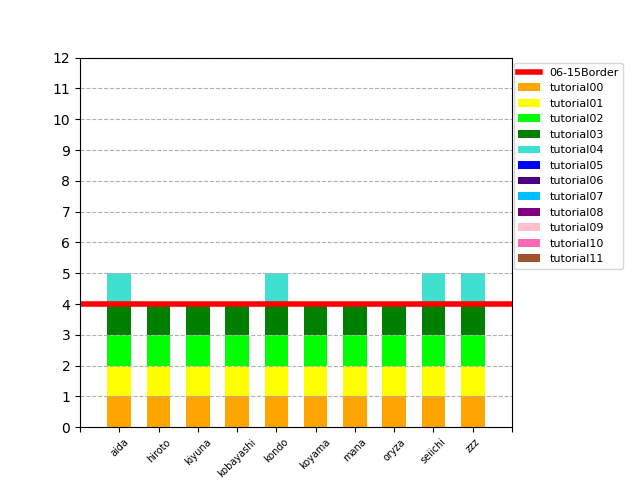 12
11
10
9
8
7
6
5
4
3
2
1
0
aida
hiroto
kiyuna
kobayashi
kondo
koyama
mana
oryza
seiichi
zzz
06-15Border
tutorial00
tutorial01
tutorial02
tutorial03
tutorial04
tutorial05
tutorial06
tutorial07
tutorial08
tutorial09
tutorial10
tutorial11